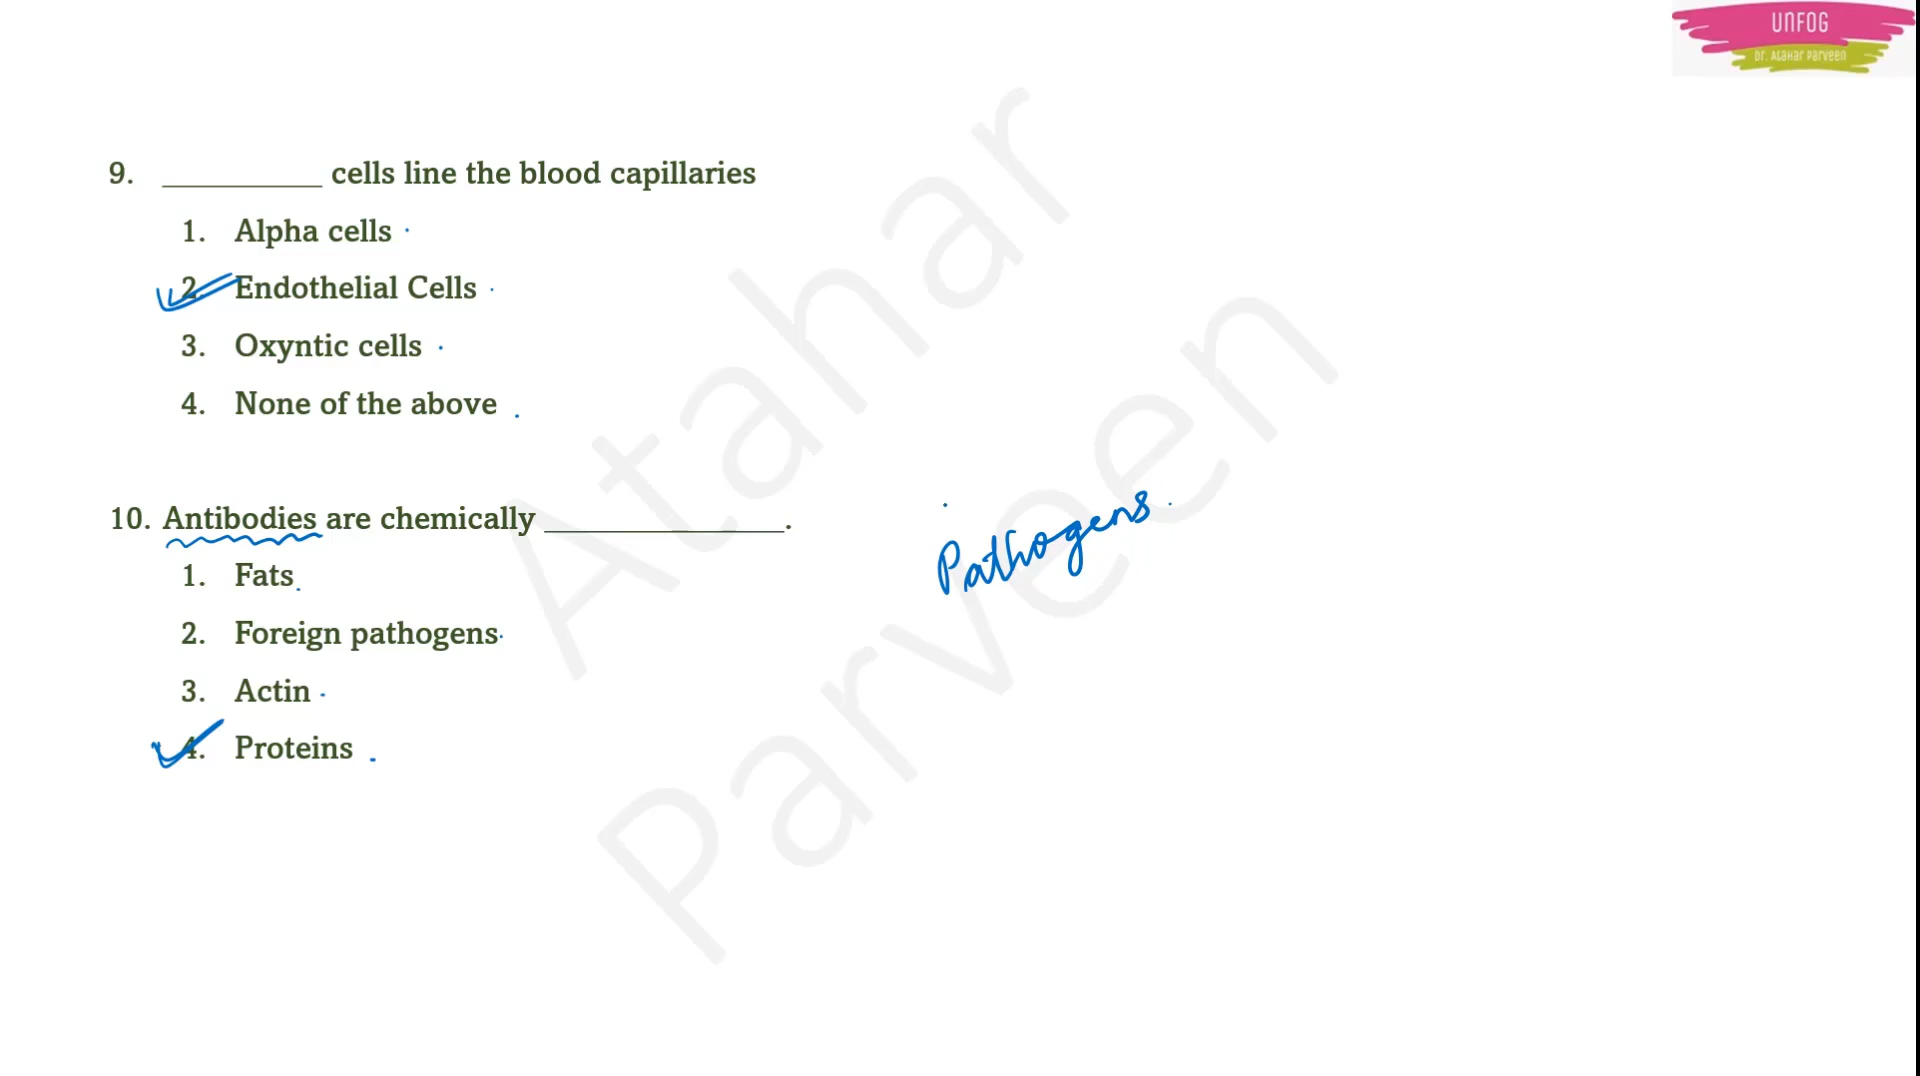 UNFOG
Dr. Atahar Parveen
9. __________ cells line the blood capillaries
1. Alpha cells
2. Endothelial Cells
3. Oxyntic cells
4. None of the above
10. Antibodies are chemically _______________.
Pathogens
1. Fats
2. Foreign pathogens
3. Actin
4. Proteins
Atahar
Parveen